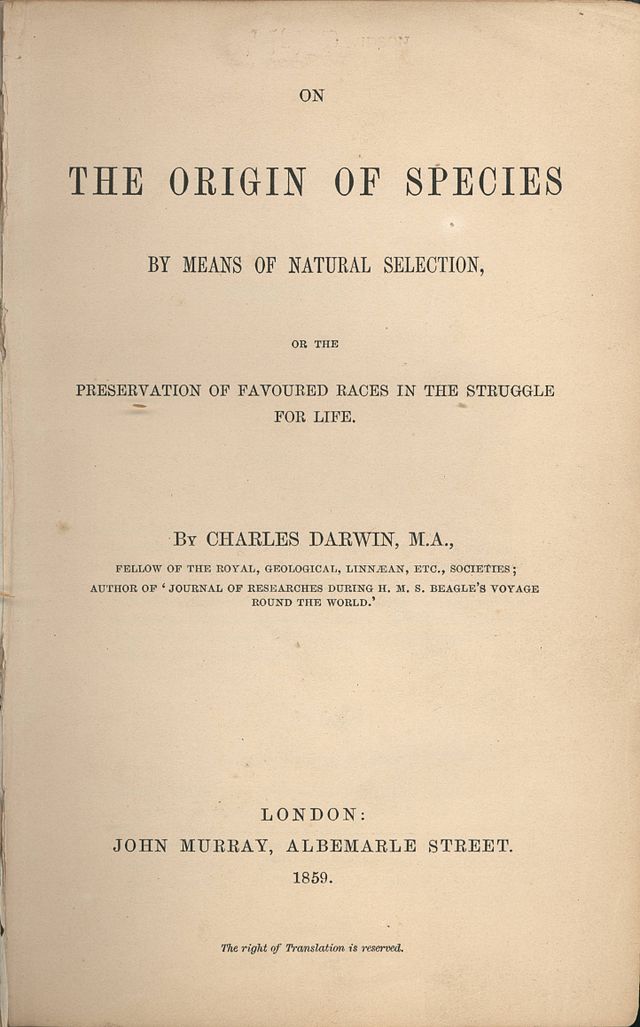 ON
THE ORIGIN OF SPECIES
BY MEANS OF NATURAL SELECTION,
OR THE
PRESERVATION OF FAVOURED RACES IN THE STRUGGLE
FOR LIFE.
BY CHARLES DARWIN, M.A.,
FELLOW OF THE ROYAL, GEOLOGICAL, LINNÆAN, ETC., SOCIETIES;
AUTHOR OF ‘JOURNAL OF RESEARCHES DURING H. M. S. BEAGLE’S VOYAGE
ROUND THE WORLD.’
LONDON:
JOHN MURRAY, ALBEMARLE STREET.
1859.
The right of Translation is reserved.